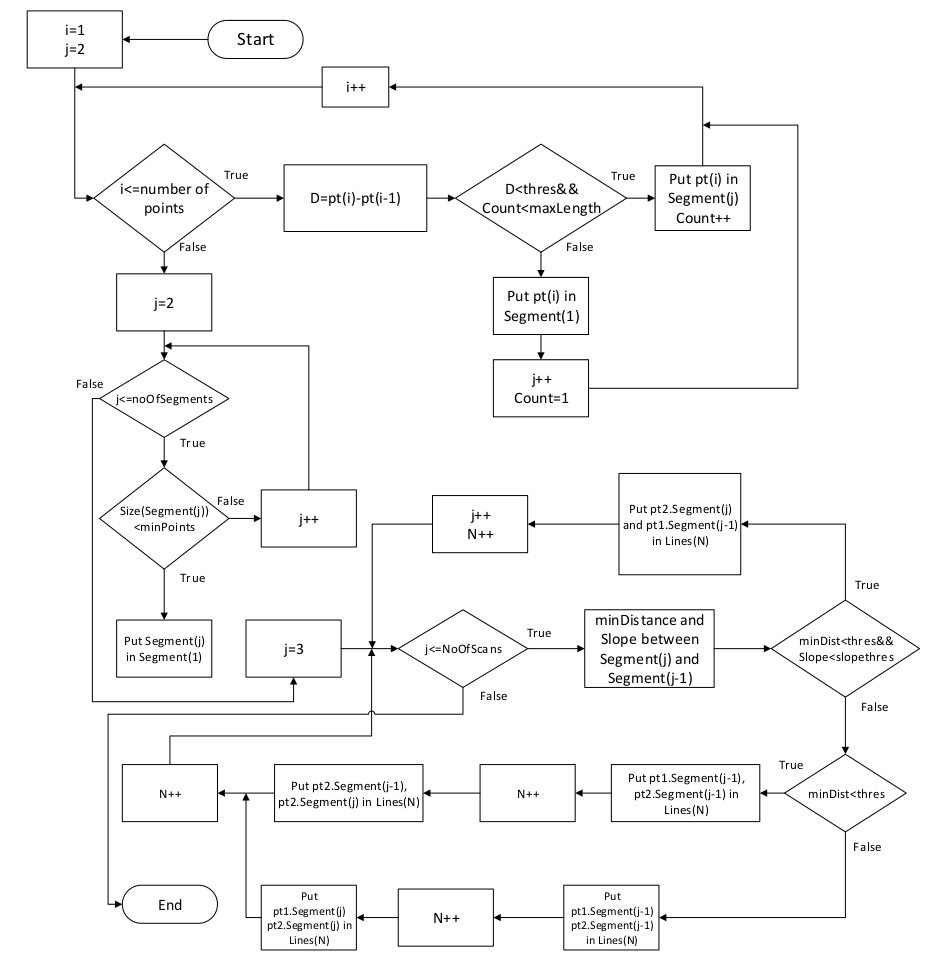 i=1
j=2
Start
i++
i<=number of
points
True
False
D=pt(i)-pt(i-1)
D<thres&&
Count<maxLength
True
False
Put pt(i) in
Segment(j)
Count++
Put pt(i) in
Segment(1)
j++
Count=1
j=2
False
j<=noOfSegments
True
Size(Segment(j))
<minPoints
False
True
j++
Put Segment(j)
in Segment(1)
j=3
j++
N++
Put pt2.Segment(j)
and pt1.Segment(j-1)
in Lines(N)
True
j<=NoOfScans
True
False
minDistance and
Slope between
Segment(j) and
Segment(j-1)
minDist<thres&&
Slope<slopethres
False
True
minDist<thres
False
N++
Put pt2.Segment(j-1),
pt2.Segment(j) in Lines(N)
N++
Put pt1.Segment(j-1),
pt2.Segment(j-1) in
Lines(N)
End
Put
pt1.Segment(j)
pt2.Segment(j) in
Lines(N)
N++
Put
pt1.Segment(j-1)
pt2.Segment(j-1)
in Lines(N)